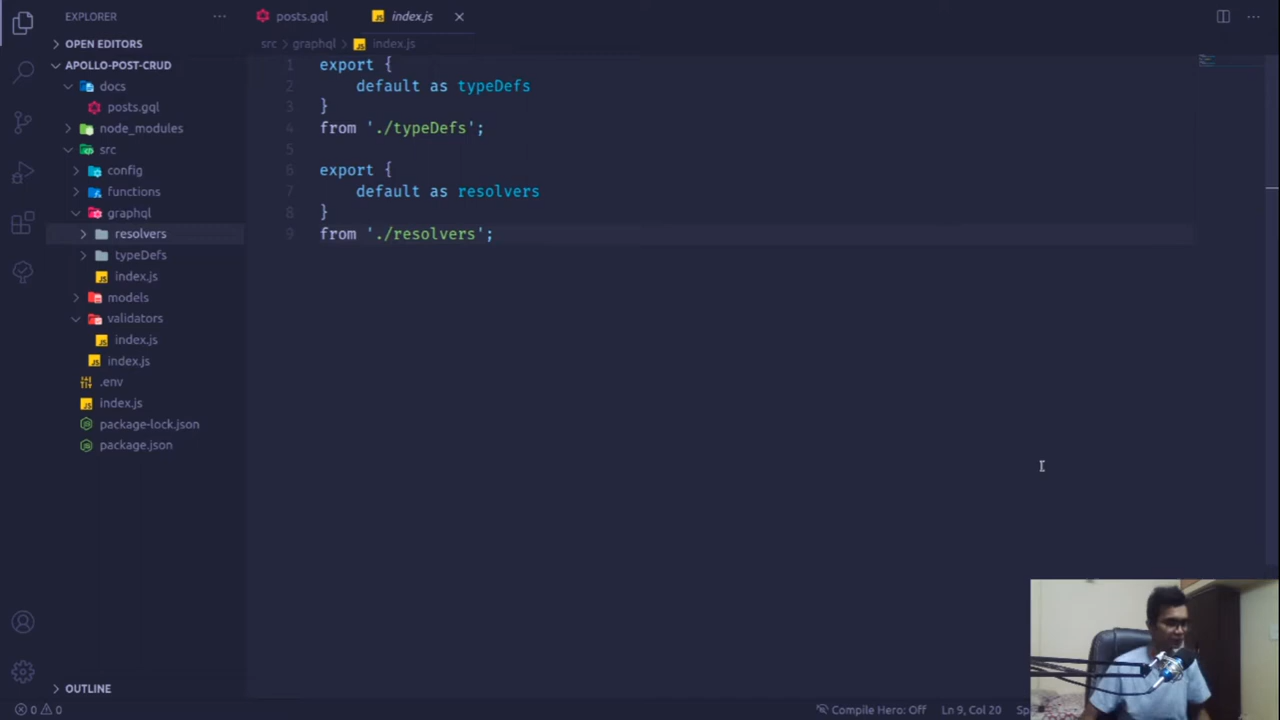 EXPLORER
OPEN EDITORS
APOLLO-POST-CRUD
docs
posts.gql
node_modules
src
config
functions
graphql
resolvers
typeDefs
index.js
models
validators
index.js
index.js
.env
index.js
package-lock.json
package.json
OUTLINE
posts.gql
index.js
src
graphql
index.js
1 export {
2 default as typeDefs
3 }
4 from './typeDefs';
5
6 export {
7 default as resolvers
8 }
9 from './resolvers';
0 0
Compile Hero: Off
Ln 9, Col 20